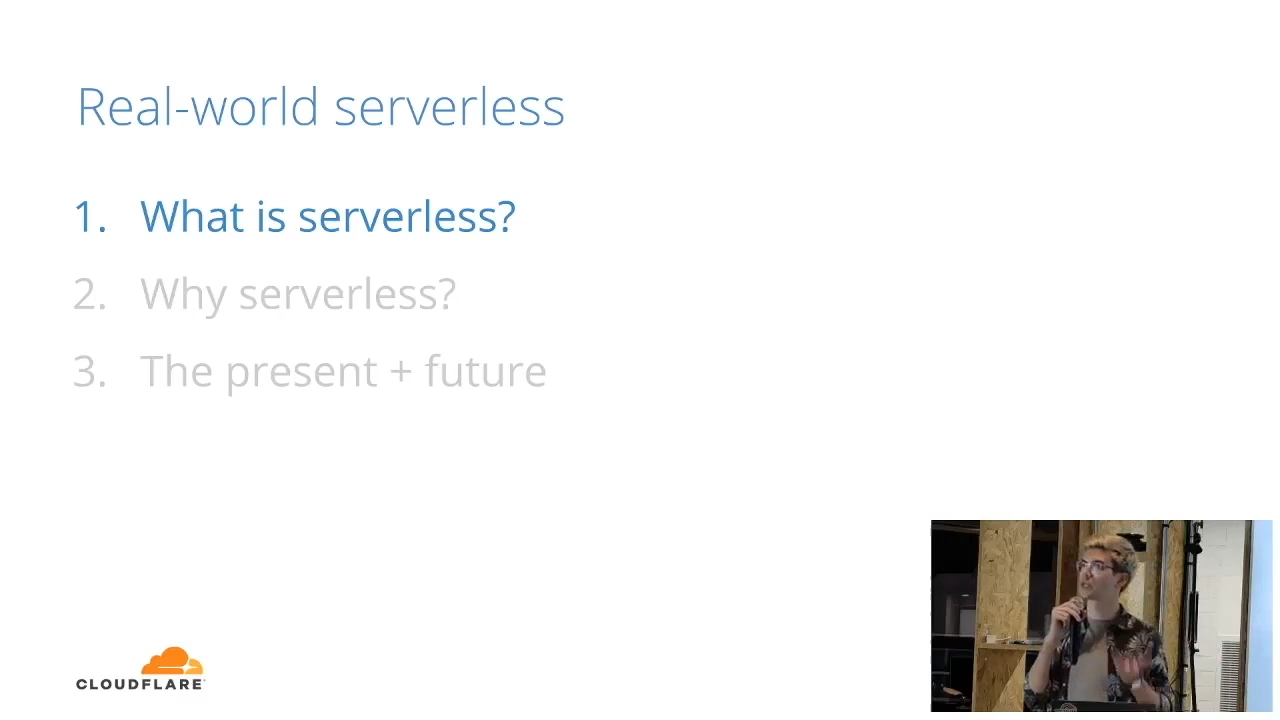 Real-world serverless
1. What is serverless?
2. Why serverless?
3. The present + future
CLOUDFLARE